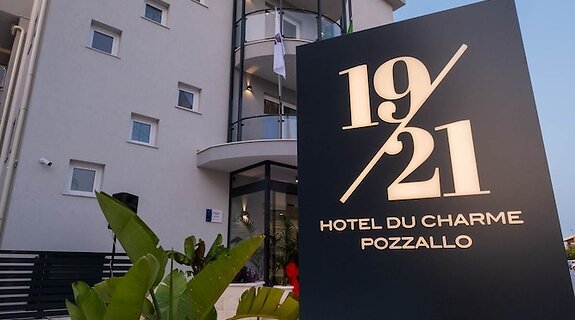 19/21
HOTEL DU CHARME
POZZALLO